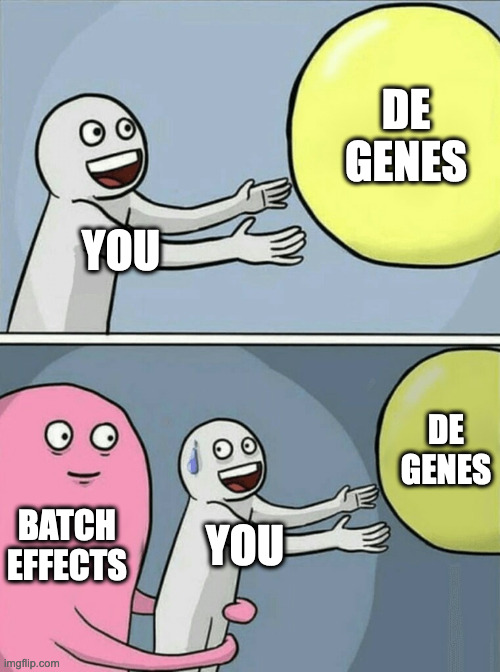 DE
GENES
YOU
DE
GENES
BATCH
EFFECTS
YOU
imgflip.com